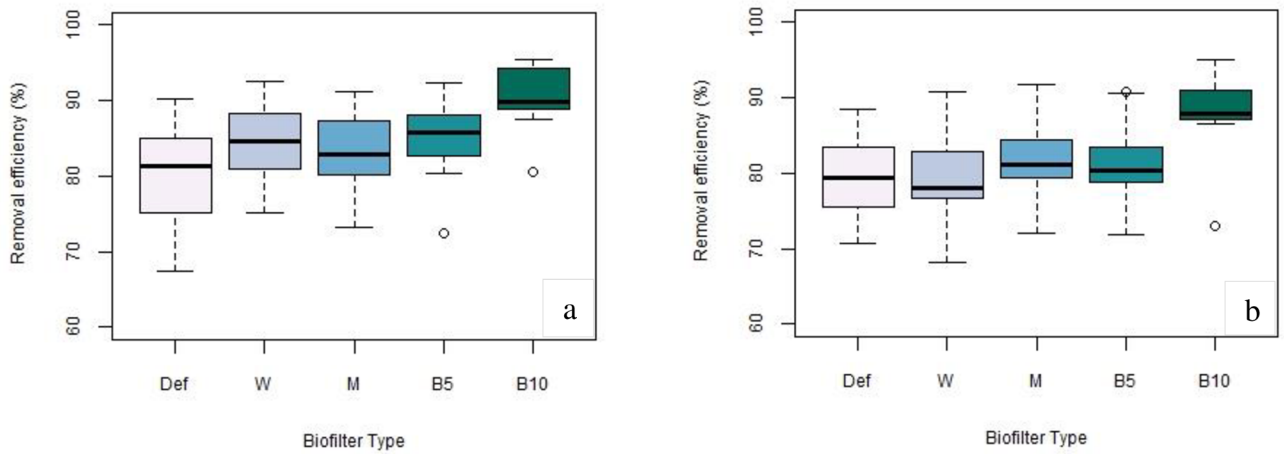 Removal efficiency (%)
100
90
80
70
60
Def W M B5 B10
Biofilter Type
a
Removal efficiency (%)
100
90
80
70
60
Def W M B5 B10
Biofilter Type
b